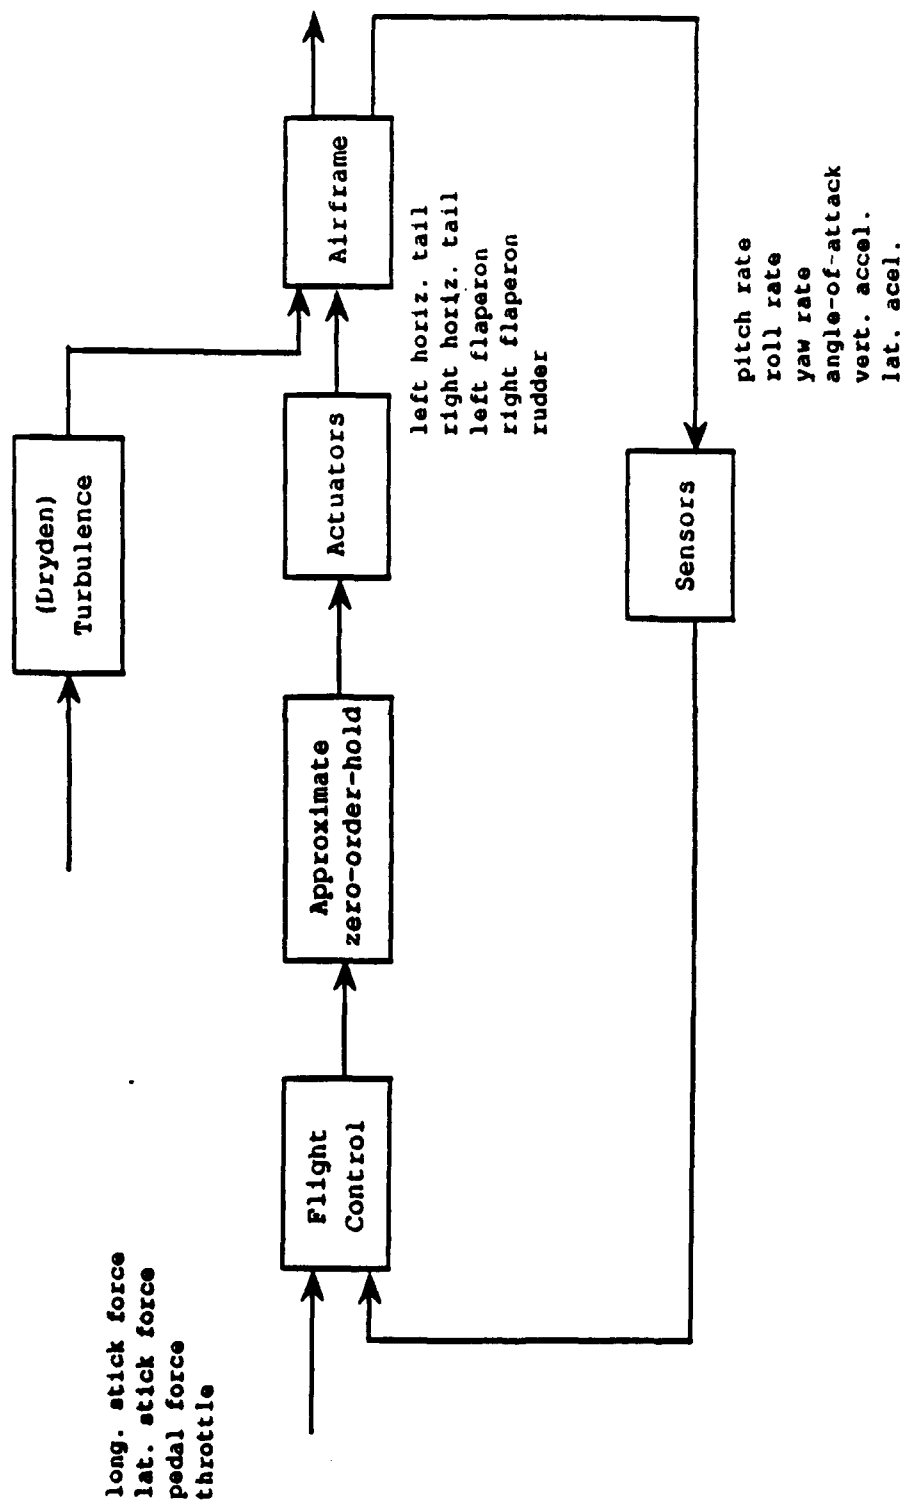 long. stick force
lat. stick force
pedal force
throttle
Flight
Control
Approximate
zero-order-hold
(Dryden)
Turbulence
Actuators
left horiz. tail
right horiz. tail
left flaperon
right flaperon
rudder
Airframe
Sensors
pitch rate
roll rate
yaw rate
angle-of-attack
vert. accel.
lat. acel.